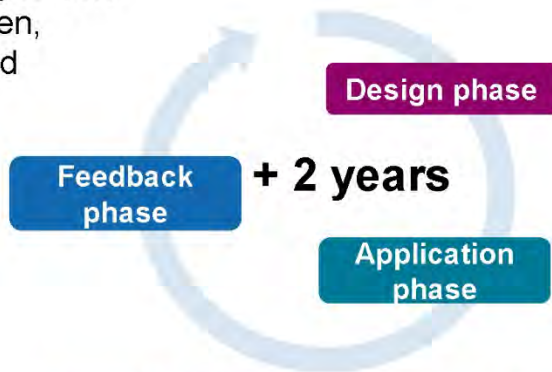 en,
d
Design phase
Feedback
phase
+ 2 years
Application
phase